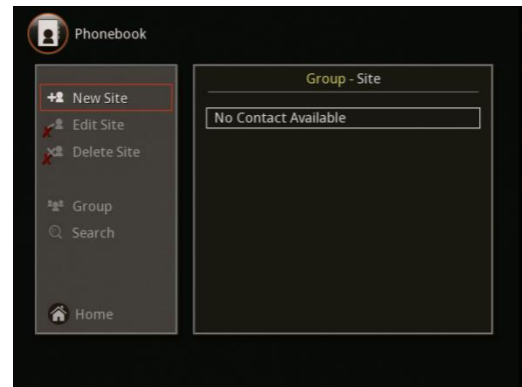 Phonebook
New Site
Edit Site
Delete Site
Group
Search
Home
Group - Site
No Contact Available